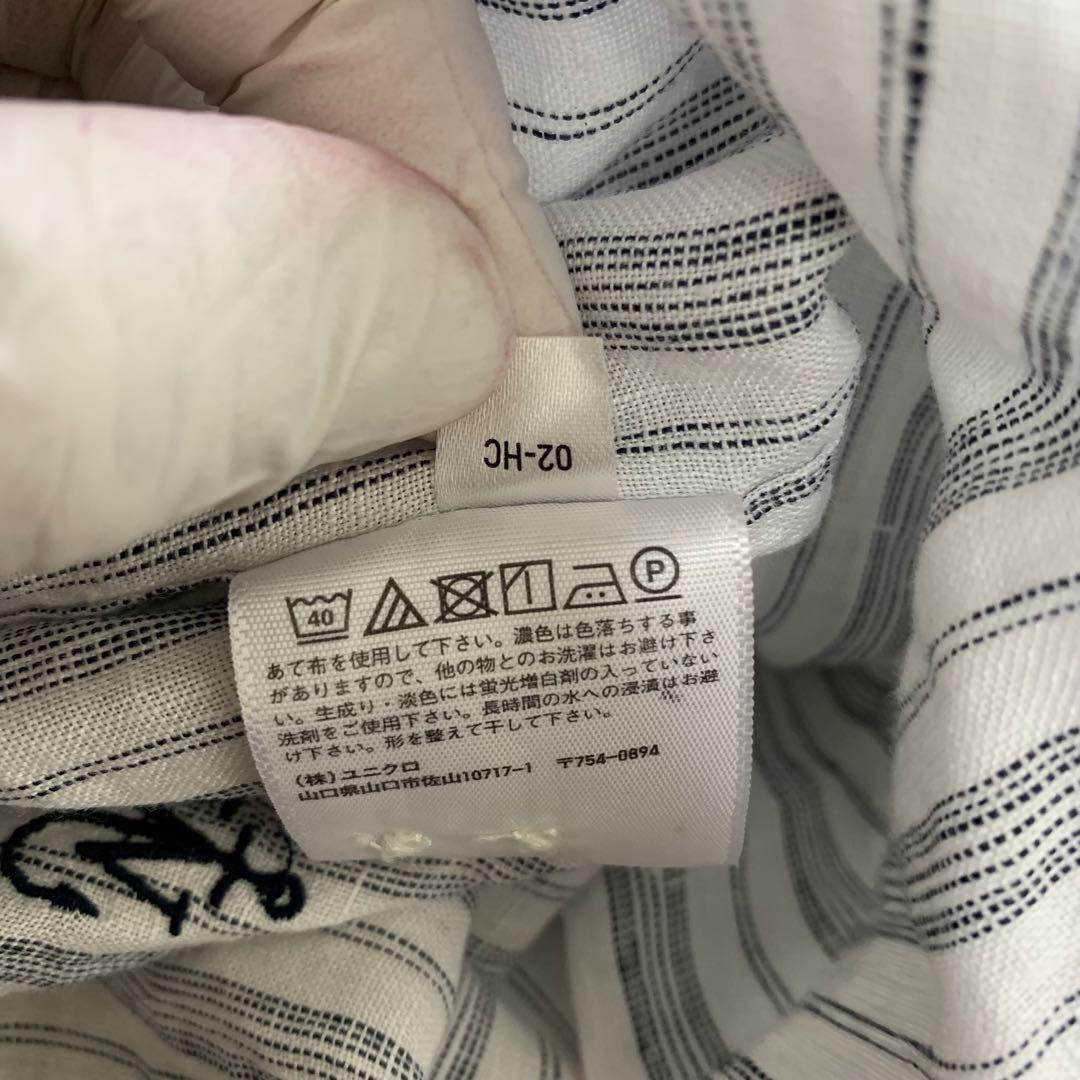 02-HC
40 P
あて布を使用して下さい。濃色は色落ちする事
がありますので、他の物とのお洗濯はお避け下さ
い。生成り・淡色には蛍光増白剤の入っていない
洗剤をご使用下さい。長時間の水への浸漬はお避
け下さい。形を整えて干して下さい。
(株)ユニクロ
山口県山口市佐山10717-1 〒754-0894